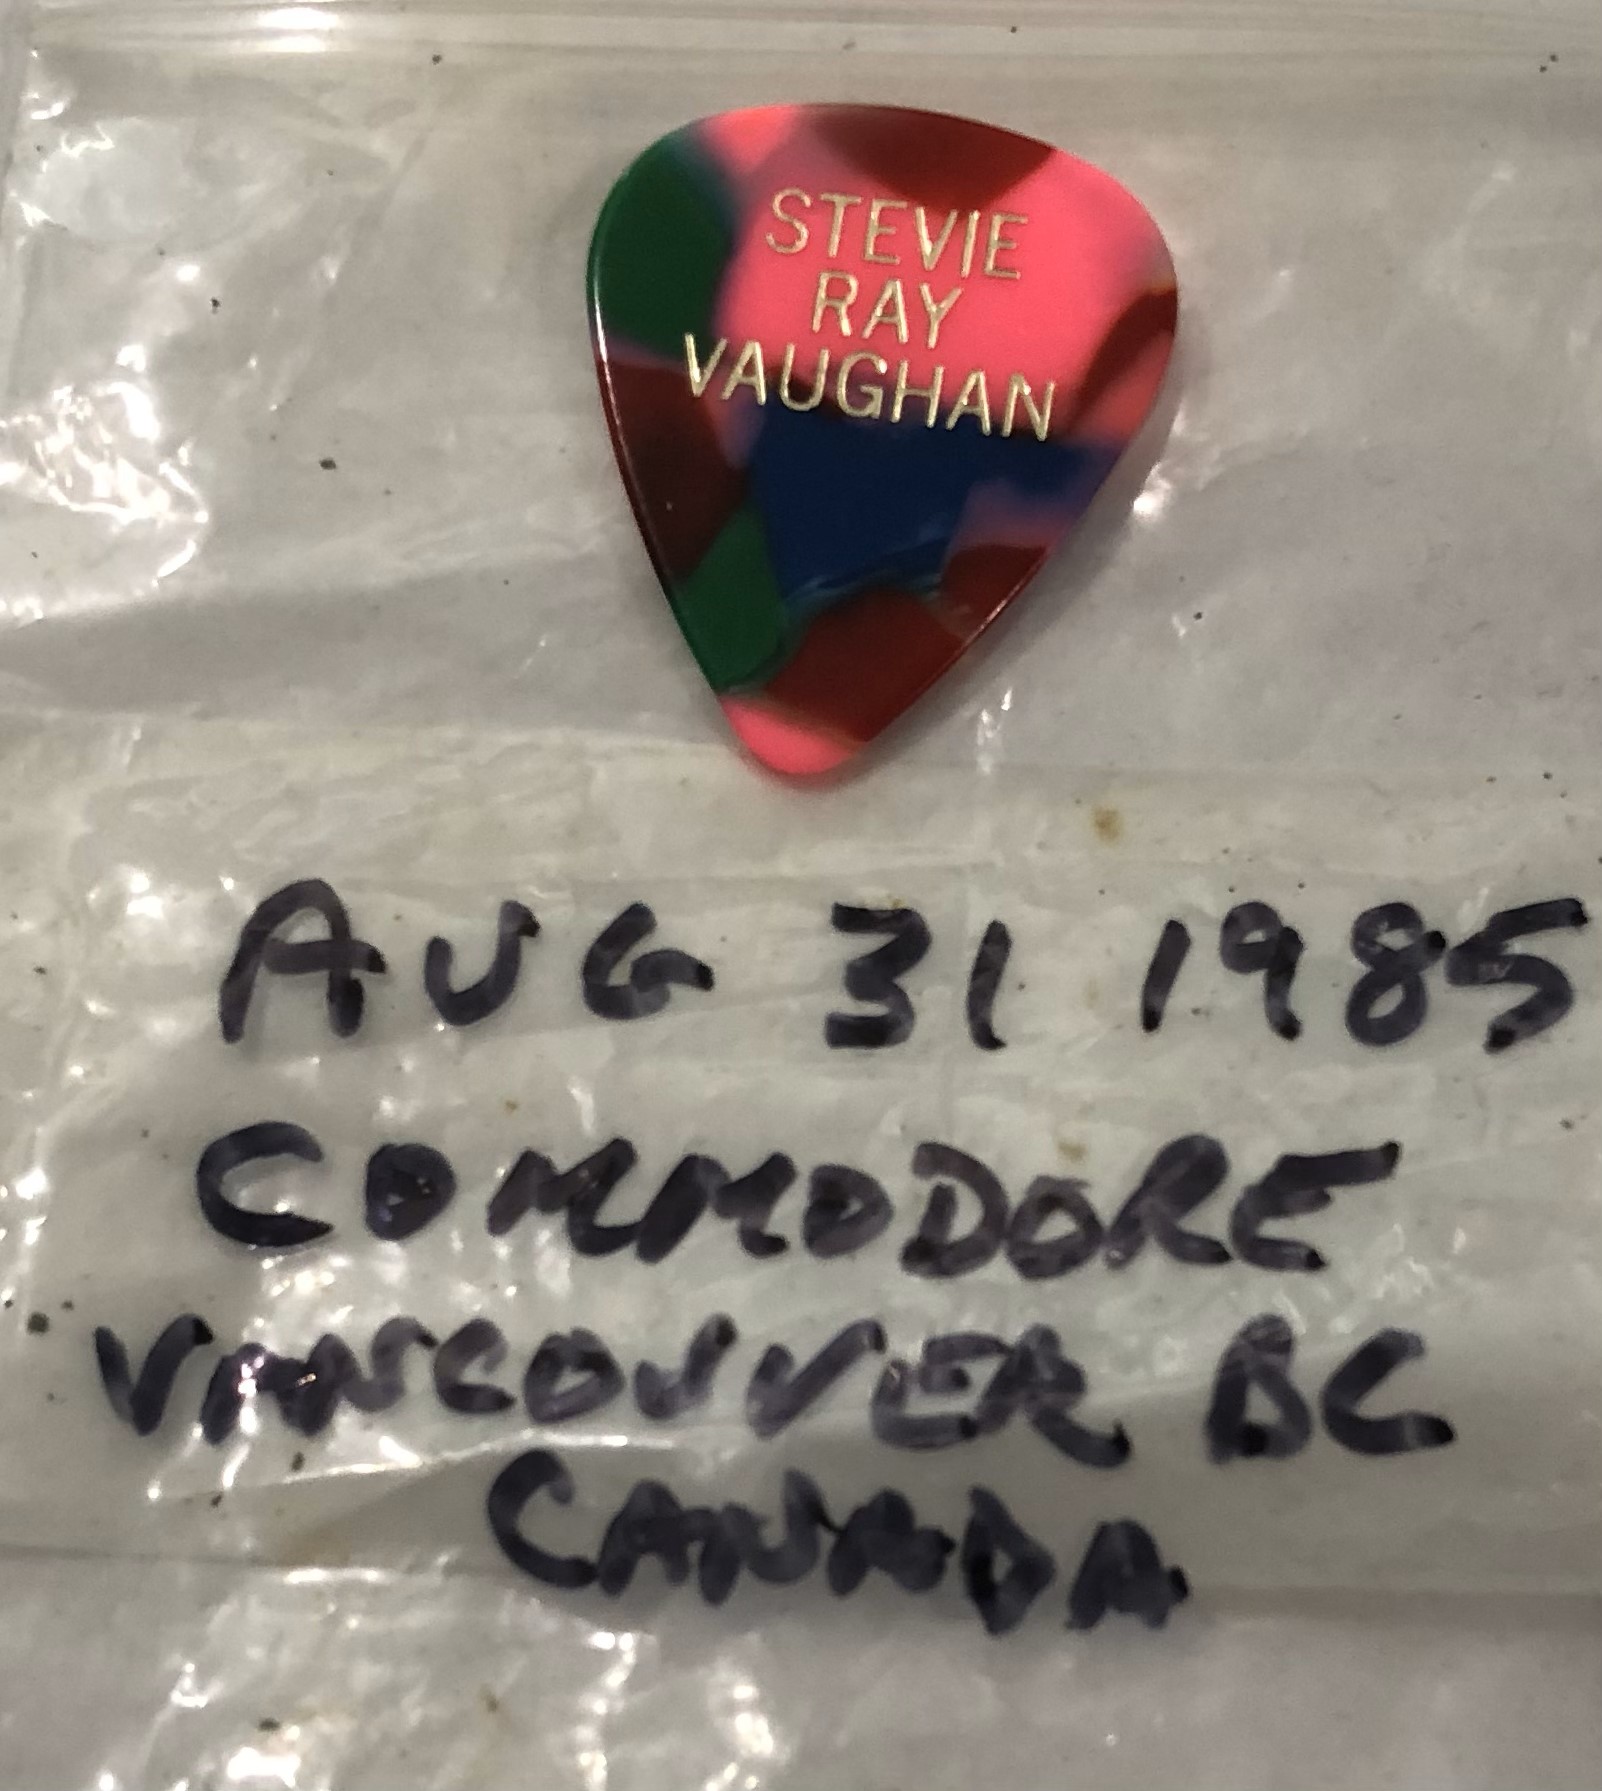 STEVIE
RAY
VAUGHAN
AUG 31 1985
COMMODORE
VANCOUVER BC
CANADA